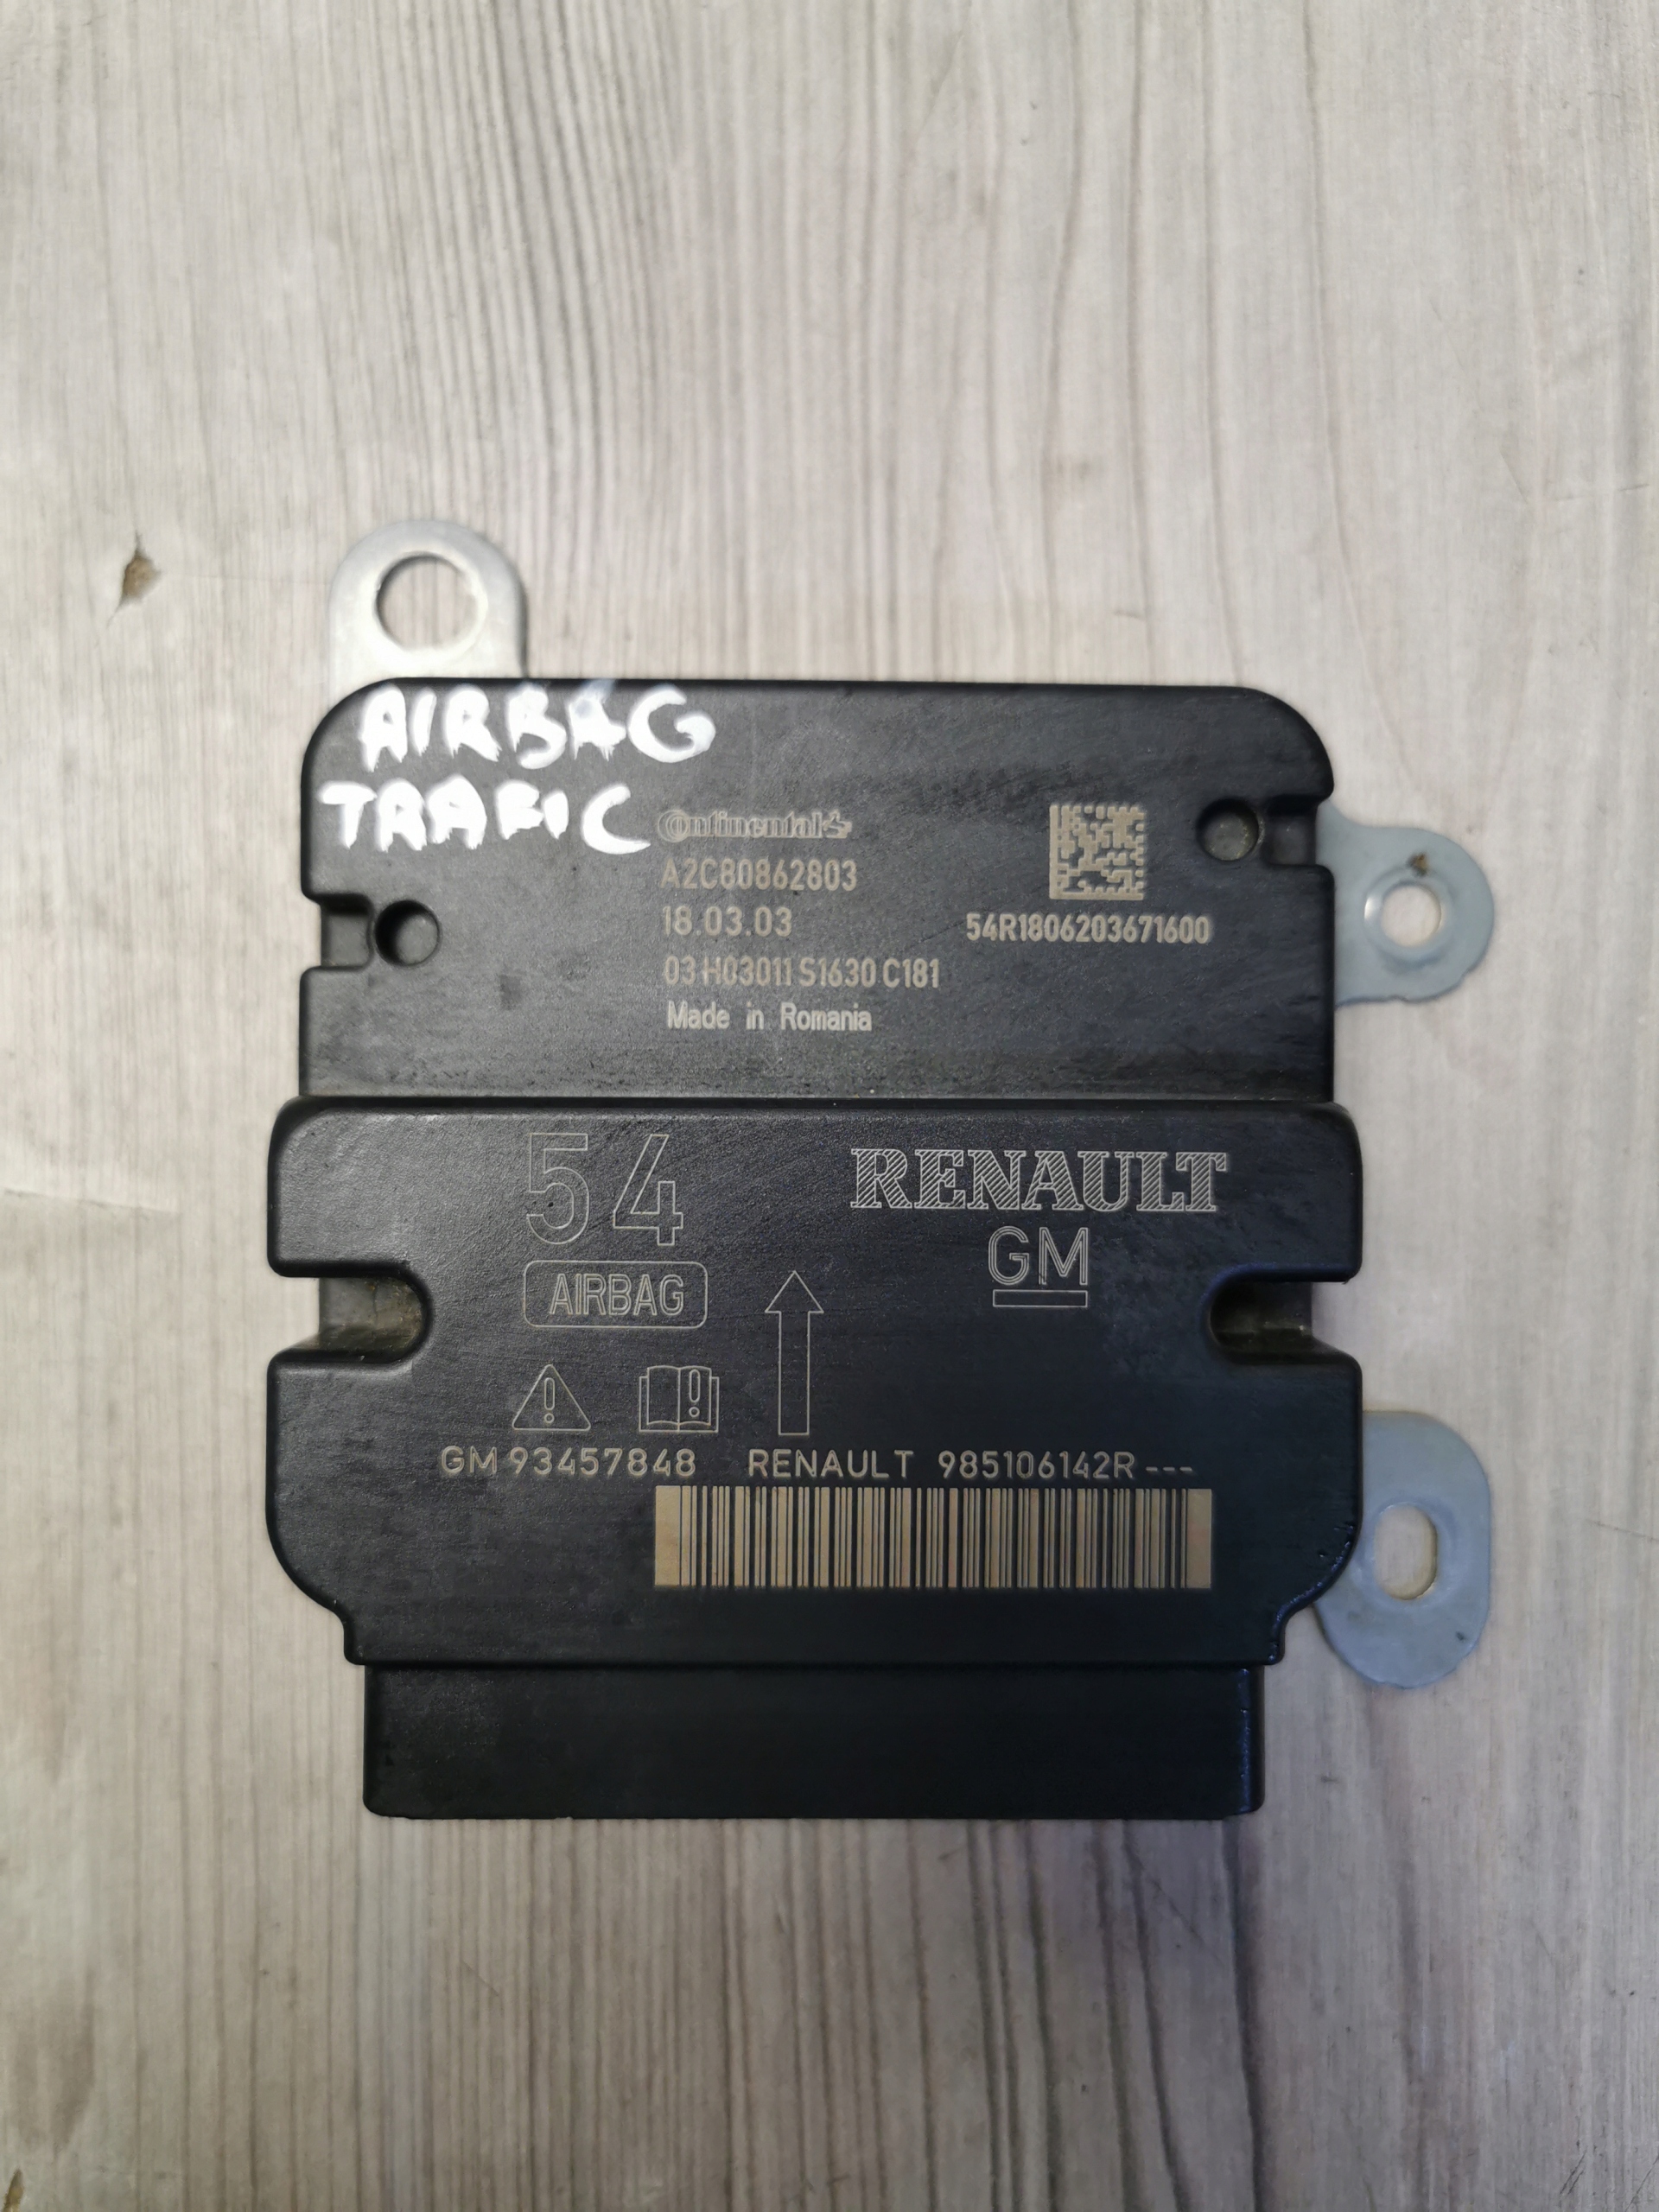 AIRBAG
TRAFIC
Continental
A2C80862803
18.03.03
54R1806203671600
03 H03011 S1630 C181
Made in Romania
54
RENAULT
GM
AIRBAG
GM 93457848 RENAULT 985106142R ---